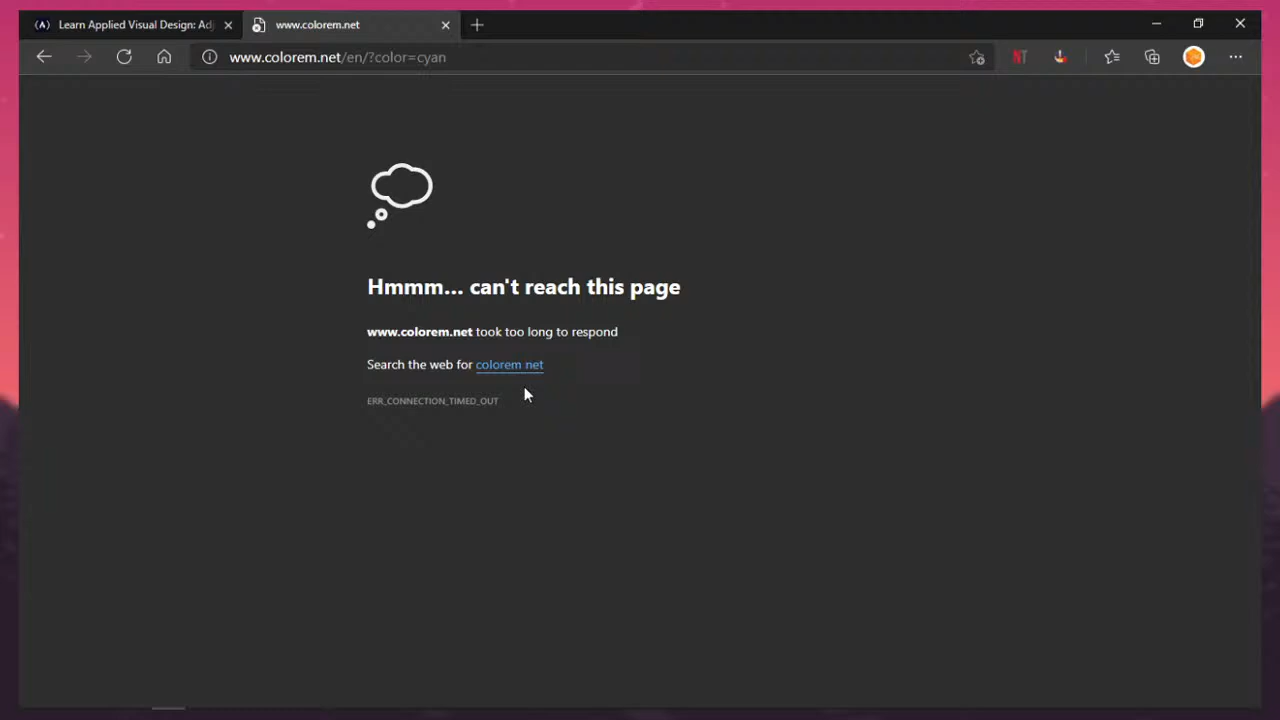 (A) Learn Applied Visual Design: Adj
www.colorem.net
www.colorem.net/en/?color=cyan
NT
Hmmm... can't reach this page
www.colorem.net took too long to respond
Search the web for colorem net
ERR_CONNECTION_TIMED_OUT